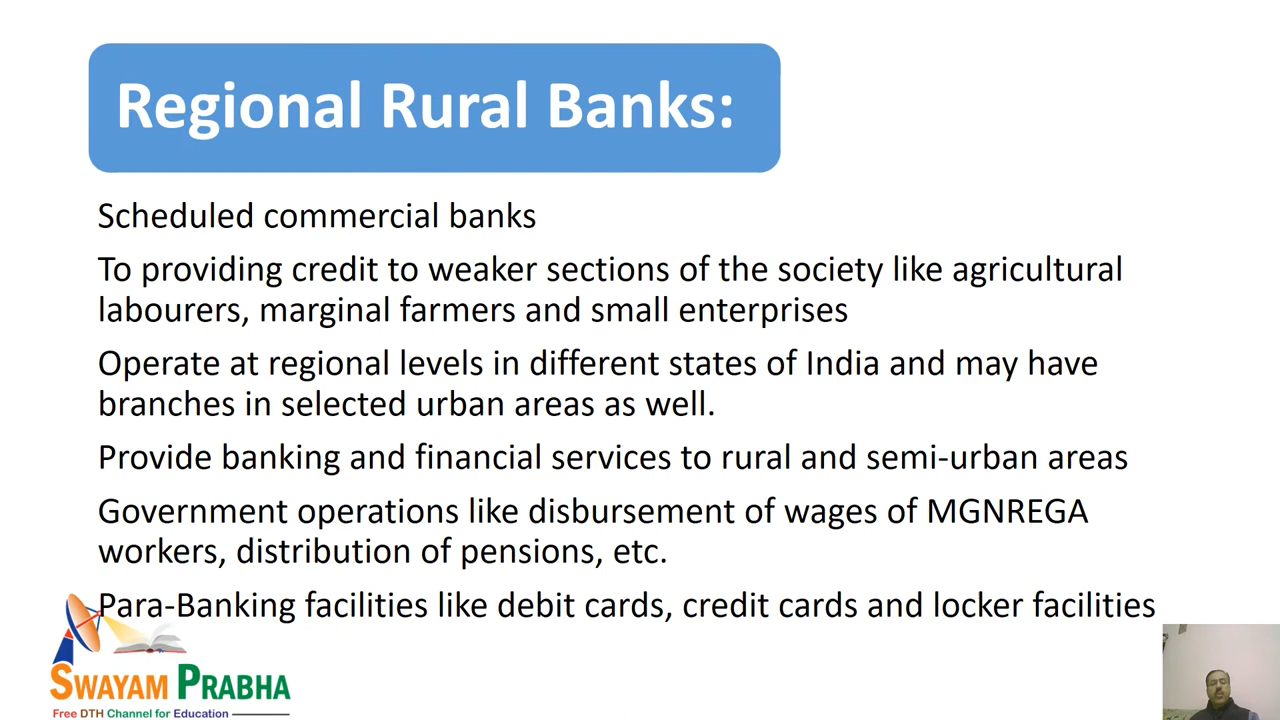 Regional Rural Banks:
Scheduled commercial banks
To providing credit to weaker sections of the society like agricultural
labourers, marginal farmers and small enterprises
Operate at regional levels in different states of India and may have
branches in selected urban areas as well.
Provide banking and financial services to rural and semi-urban areas
Government operations like disbursement of wages of MGNREGA
workers, distribution of pensions, etc.
Para-Banking facilities like debit cards, credit cards and locker facilities
SWAYAM PRABHA
Free DTH Channel for Education